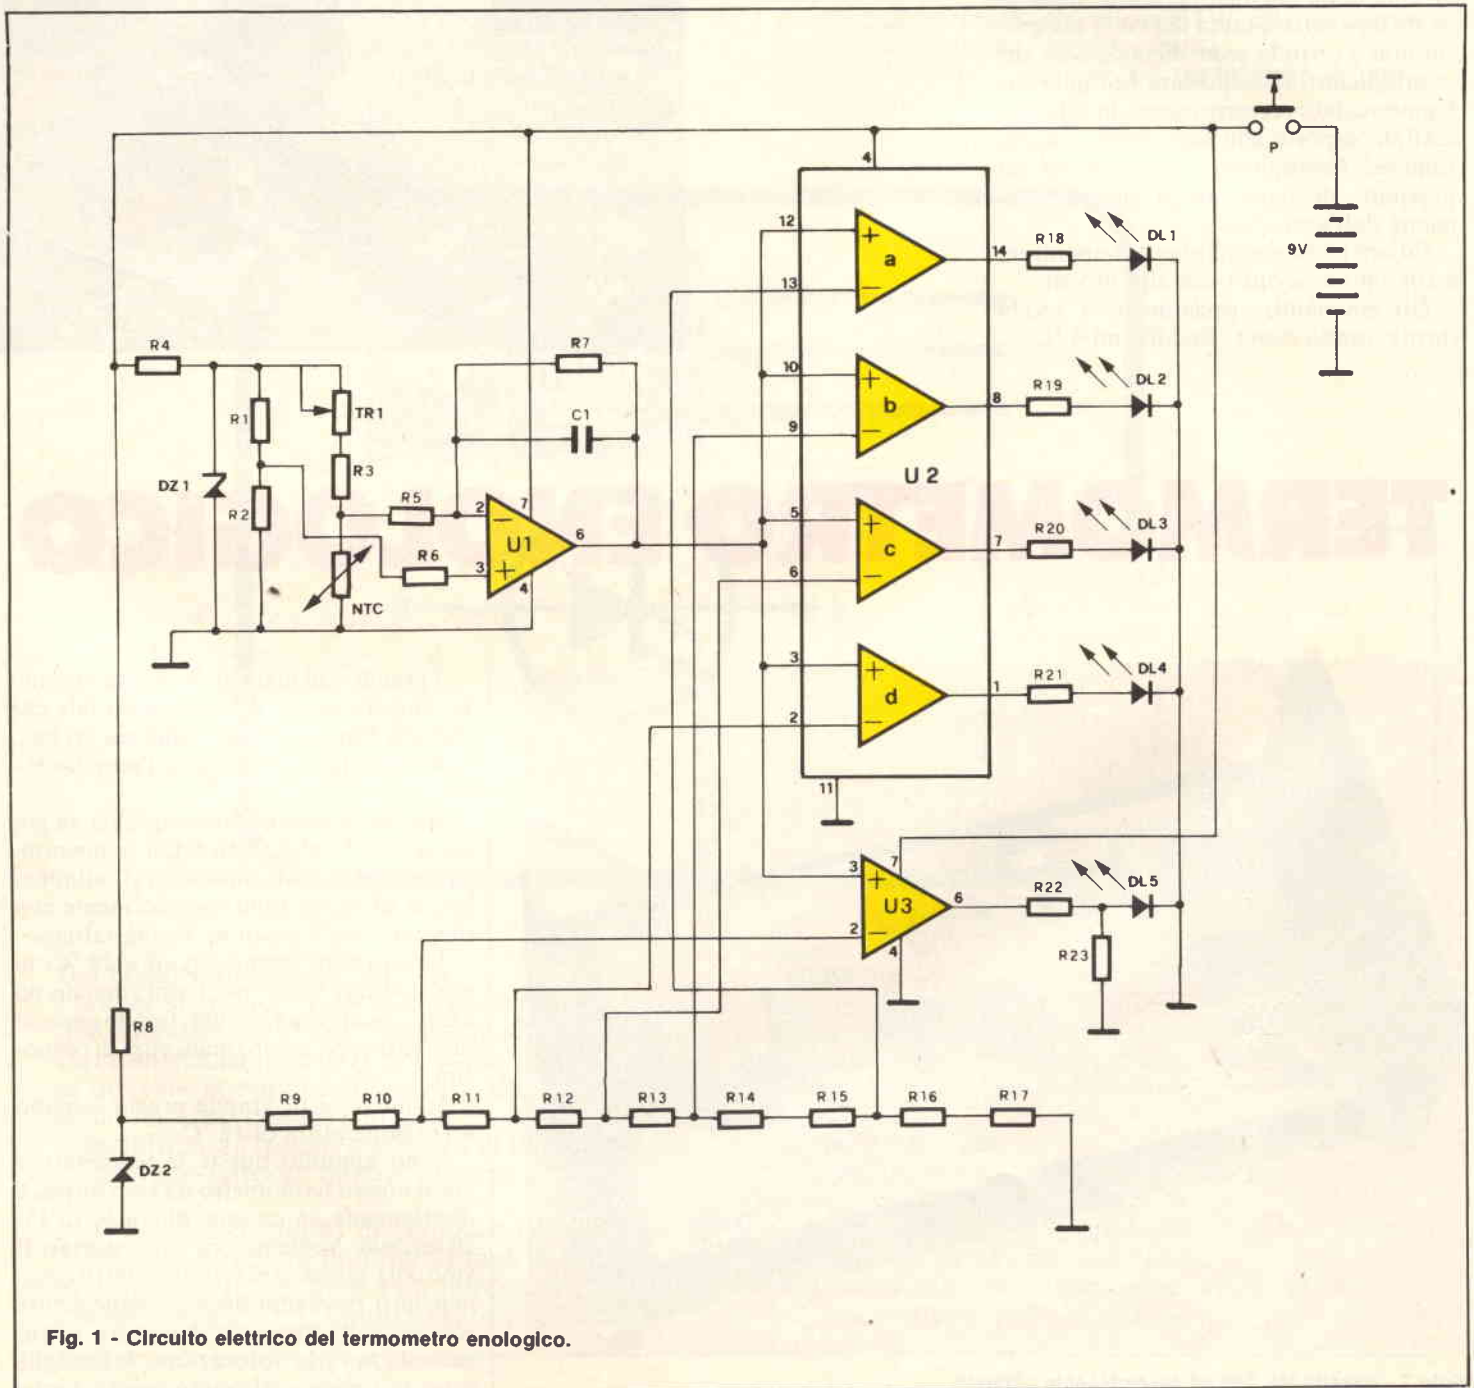 P
9V
4
12
+
a
14
R18
DL1
13
−
R7
C1
R4
R1
TR1
DZ1
R3
R2
R5
2
−
7
U1
6
R6
3
+
4
NTC
10
+
b
8
R19
DL2
9
−
U2
5
+
c
7
R20
DL3
6
−
3
+
d
1
R21
DL4
2
−
11
3
+
7
U3
6
R22
DL5
2
−
4
R23
R8
R9
R10
R11
R12
R13
R14
R15
R16
R17
DZ2
Fig. 1 - Circuito elettrico del termometro enologico.